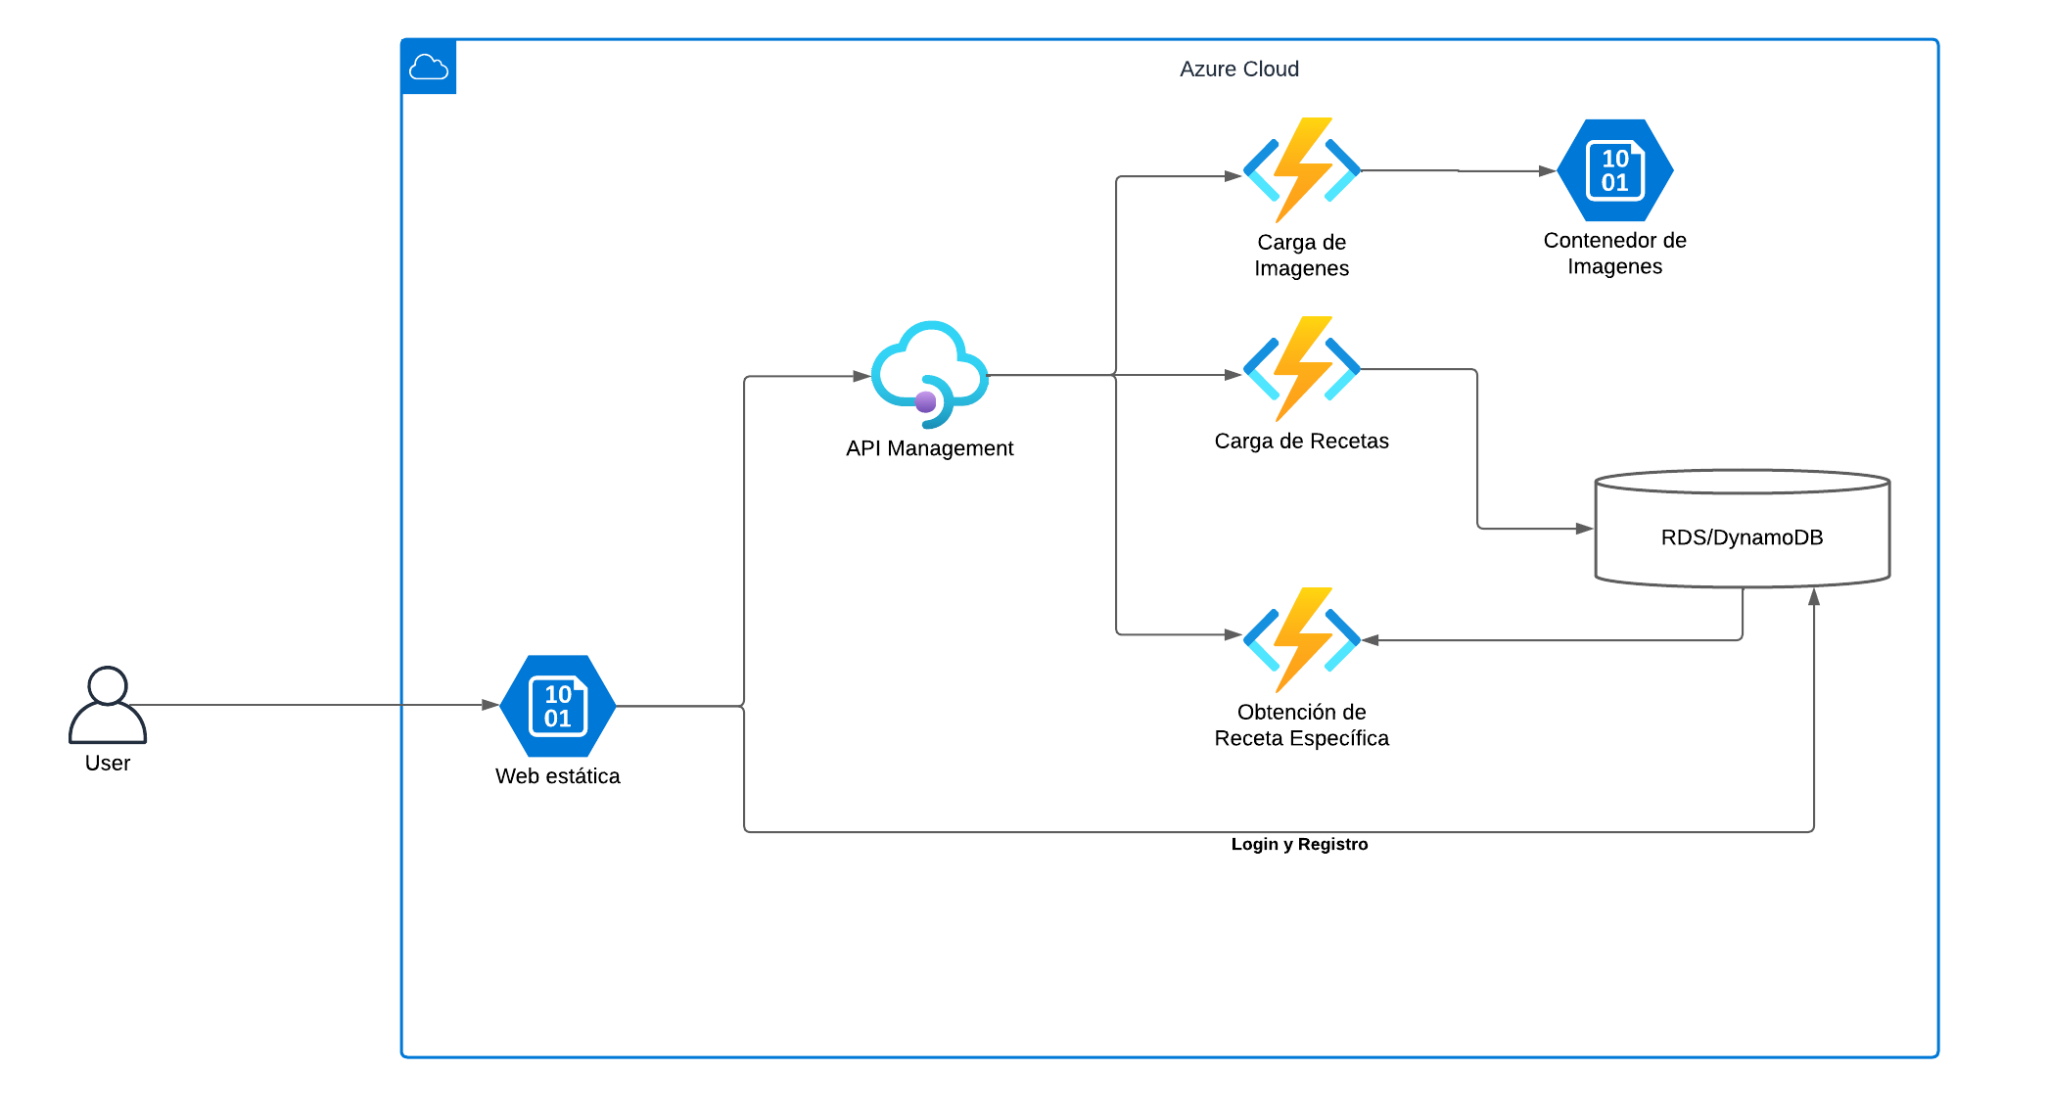 Azure Cloud
10
01
Carga de
Imagenes
Contenedor de
Imagenes
API Management
Carga de Recetas
RDS/DynamoDB
Obtención de
Receta Específica
User
10
01
Web estática
Login y Registro